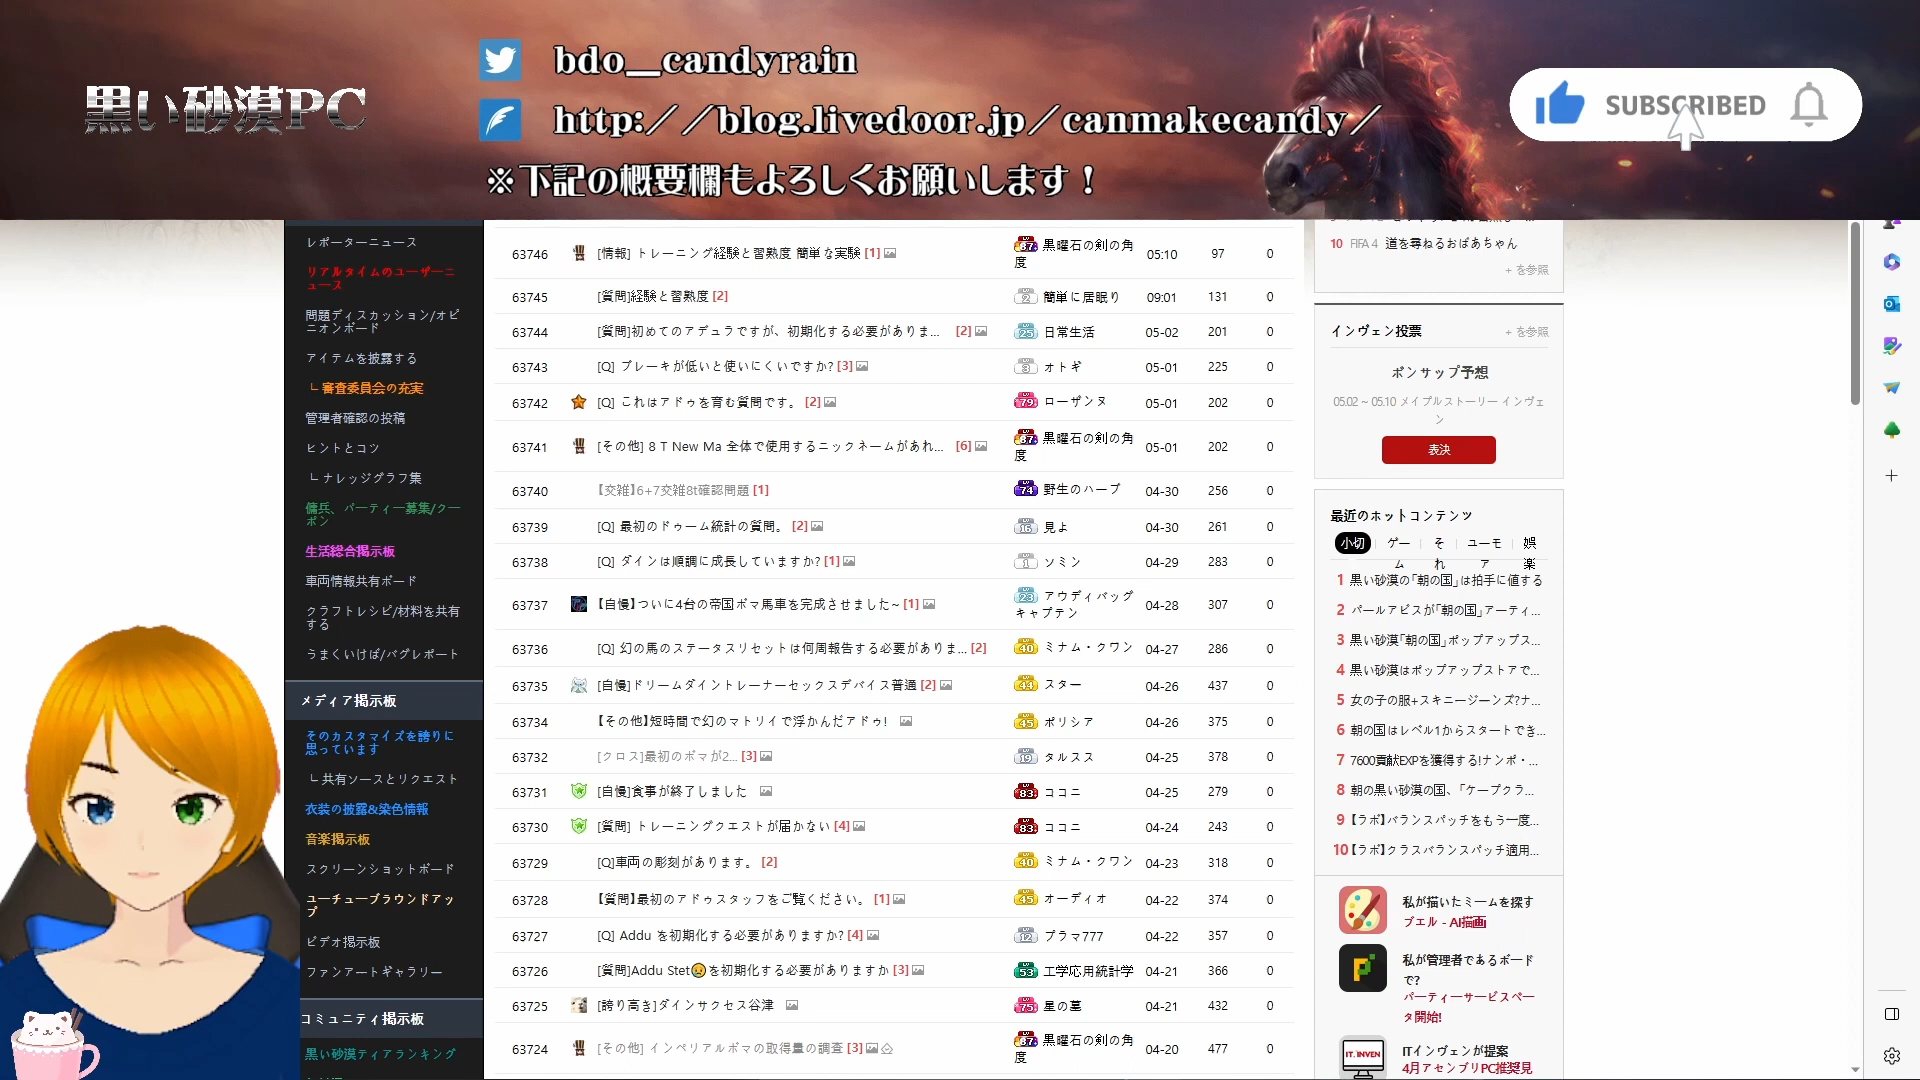 黒い砂漠PC
bdo__candyrain
http://blog.livedoor.jp/canmakecandy/
※下記の概要欄もよろしくお願いします！
SUBSCRIBED
レポーターニュース
リアルタイムのユーザーニ
ュース
問題ディスカッション/オピ
ニオンボード
アイテムを披露する
└ 審査委員会の充実
管理者確認の投稿
ヒントとコツ
└ ナレッジグラフ集
傭兵、パーティー募集/クー
ポン
生活総合掲示板
車両情報共有ボード
クラフトレシピ/材料を共有
する
うまくいけば/バグレポート
メディア掲示板
そのカスタマイズを誇りに
思っています
└ 共有ソースとリクエスト
衣装の披露&染色情報
音楽掲示板
スクリーンショットボード
ユーチューブラウンドアッ
プ
ビデオ掲示板
ファンアートギャラリー
コミュニティ掲示板
黒い砂漠ティアランキング
63746 [情報] トレーニング経験と習熟度 簡単な実験 [1] 87 黒曜石の剣の角度 05:10 97 0
63745 [質問]経験と習熟度 [2] 2 簡単に居眠り 09:01 131 0
63744 [質問]初めてのアデュラですが、初期化する必要がありま... [2] 25 日常生活 05-02 201 0
63743 [Q] ブレーキが低いと使いにくいですか? [3] 3 オトギ 05-01 225 0
63742 [Q] これはアドゥを育む質問です。 [2] 79 ローザンヌ 05-01 202 0
63741 [その他] 8 T New Ma 全体で使用するニックネームがあれ... [6] 87 黒曜石の剣の角度 05-01 202 0
63740 【交雑】6+7交雑8t確認問題 [1] 74 野生のハーブ 04-30 256 0
63739 [Q] 最初のドゥーム統計の質問。 [2] 16 見よ 04-30 261 0
63738 [Q] ダインは順調に成長していますか? [1] 1 ソミン 04-29 283 0
63737 【自慢】ついに4台の帝国ボマ馬車を完成させました~ [1] 23 アウディバッグキャプテン 04-28 307 0
63736 [Q] 幻の馬のステータスリセットは何周報告する必要がありま... [2] 40 ミナム・クワン 04-27 286 0
63735 [自慢]ドリームダイントレーナーセックスデバイス普通 [2] 44 スター 04-26 437 0
63734 【その他】短時間で幻のマトリイで浮かんだアドゥ! 45 ポリシア 04-26 375 0
63732 [クロス]最初のボマが2... [3] 19 タルスス 04-25 378 0
63731 [自慢]食事が終了しました 83 ココニ 04-25 279 0
63730 [質問] トレーニングクエストが届かない [4] 83 ココニ 04-24 243 0
63729 [Q]車両の彫刻があります。 [2] 40 ミナム・クワン 04-23 318 0
63728 【質問】最初のアドゥスタッフをご覧ください。 [1] 45 オーディオ 04-22 374 0
63727 [Q] Addu を初期化する必要がありますか? [4] 12 プラマ777 04-22 357 0
63726 [質問]Addu Stet😥を初期化する必要がありますか [3] 53 工学応用統計学 04-21 366 0
63725 [誇り高き]ダインサクセス谷津 75 星の墓 04-21 432 0
63724 [その他] インペリアルボマの取得量の調査 [3] 87 黒曜石の剣の角度 04-20 477 0
10 FIFA 4 道を尋ねるおばあちゃん
+ を参照
インヴェン投票 + を参照
ボンサップ予想
05.02 ~ 05.10 メイプルストーリー インヴェ
ン
表決
最近のホットコンテンツ
小切 ゲーム それ ユーモア 娯楽
1 黒い砂漠の「朝の国」は拍手に値する
2 パールアビスが「朝の国」アーティ...
3 黒い砂漠「朝の国」ポップアップス...
4 黒い砂漠はポップアップストアで...
5 女の子の服+スキニージーンズ?ナ...
6 朝の国はレベル1からスタートでき...
7 7600貢献EXPを獲得する!ナンポ・...
8 朝の黒い砂漠の国、「ケープクラ...
9 【ラボ】バランスパッチをもう一度...
10 【ラボ】クラスバランスパッチ適用...
私が描いたミームを探す
ブエル - AI描画
私が管理者であるボード
で?
パーティーサービスベー
タ開始!
IT. INVEN
ITインヴェンが提案
4月アセンブリPC推奨見